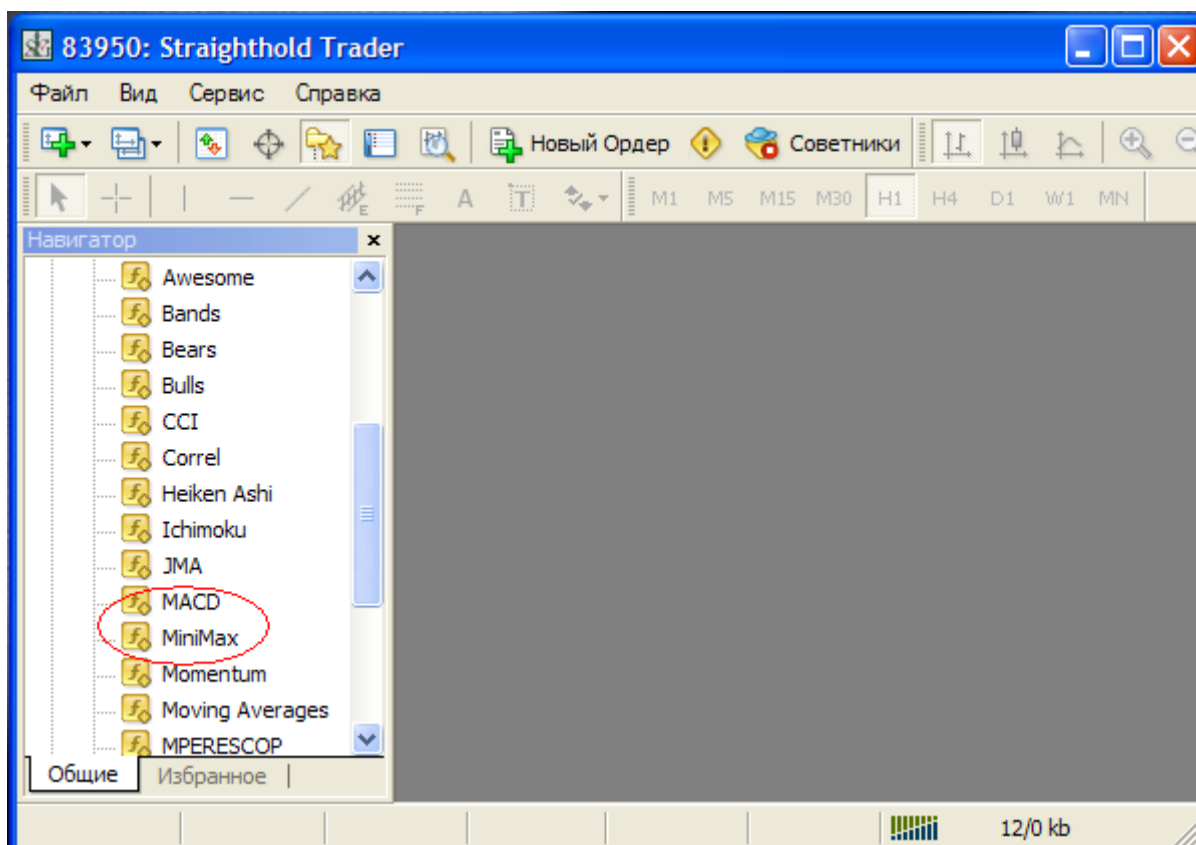 83950: Straighthold Trader
Файл Вид Сервис Справка
Новый Ордер Советники
E F A T M1 M5 M15 M30 H1 H4 D1 W1 MN
Навигатор
Awesome
Bands
Bears
Bulls
CCI
Correl
Heiken Ashi
Ichimoku
JMA
MACD
MiniMax
Momentum
Moving Averages
MPERESCOP
Общие Избранное
12/0 kb